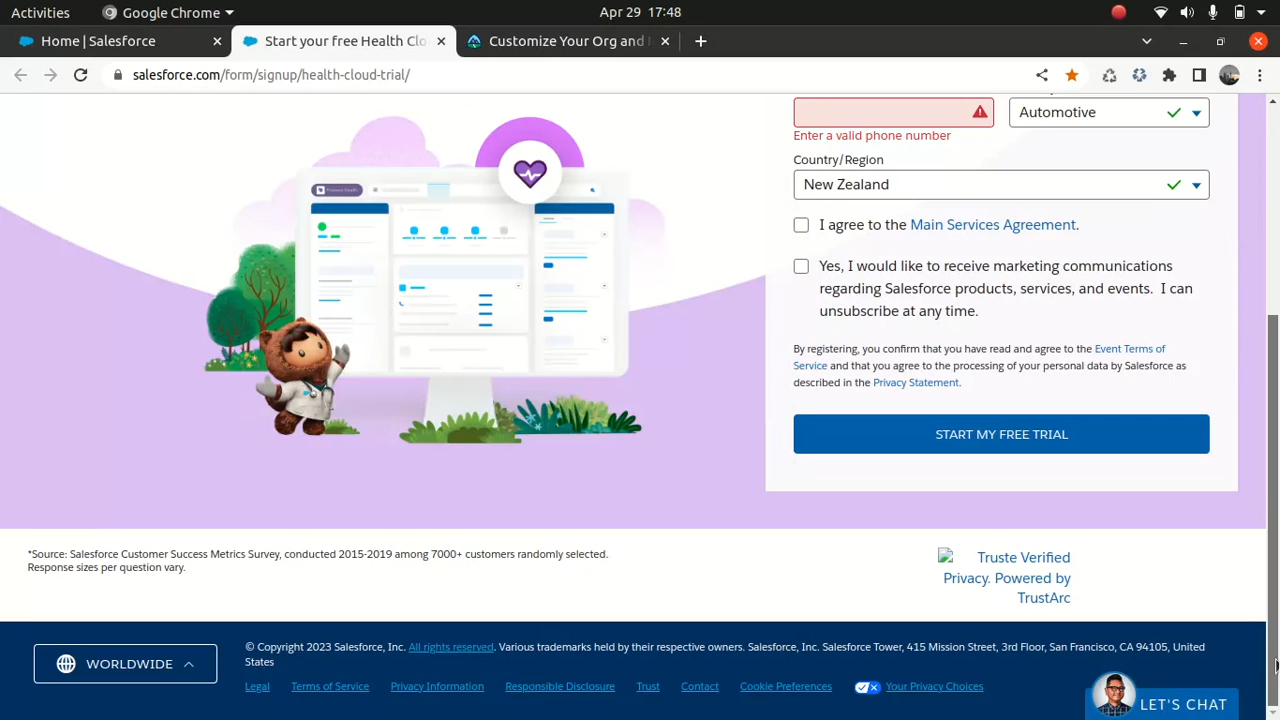 Salesforce - Chrome
Apr 29 17:48
Home | Salesforce
Start your free Health Clo
Customize Your Org and
salesforce.com/form/signup/health-cloud-trial/
Automotive
Enter a valid phone number
Country/Region
New Zealand
I agree to the Main Services Agreement.
Yes, I would like to receive marketing communications
regarding Salesforce products, services, and events. I can
unsubscribe at any time.
By registering, you confirm that you have read and agree to the Event Terms of
Service and that you agree to the processing of your personal data by Salesforce as
described in the Privacy Statement.
START MY FREE TRIAL
*Source: Salesforce Customer Success Metrics Survey, conducted 2015-2019 among 7000+ customers randomly selected.
Response sizes per question vary.
Truste Verified
Privacy. Powered by
TrustArc
WORLDWIDE
© Copyright 2023 Salesforce, Inc. All rights reserved. Various trademarks held by their respective owners. Salesforce, Inc. Salesforce Tower, 415 Mission Street, 3rd Floor, San Francisco, CA 94105, United
States
Legal Terms of Service Privacy Information Responsible Disclosure Trust Contact Cookie Preferences Your Privacy Choices
LET'S CHAT